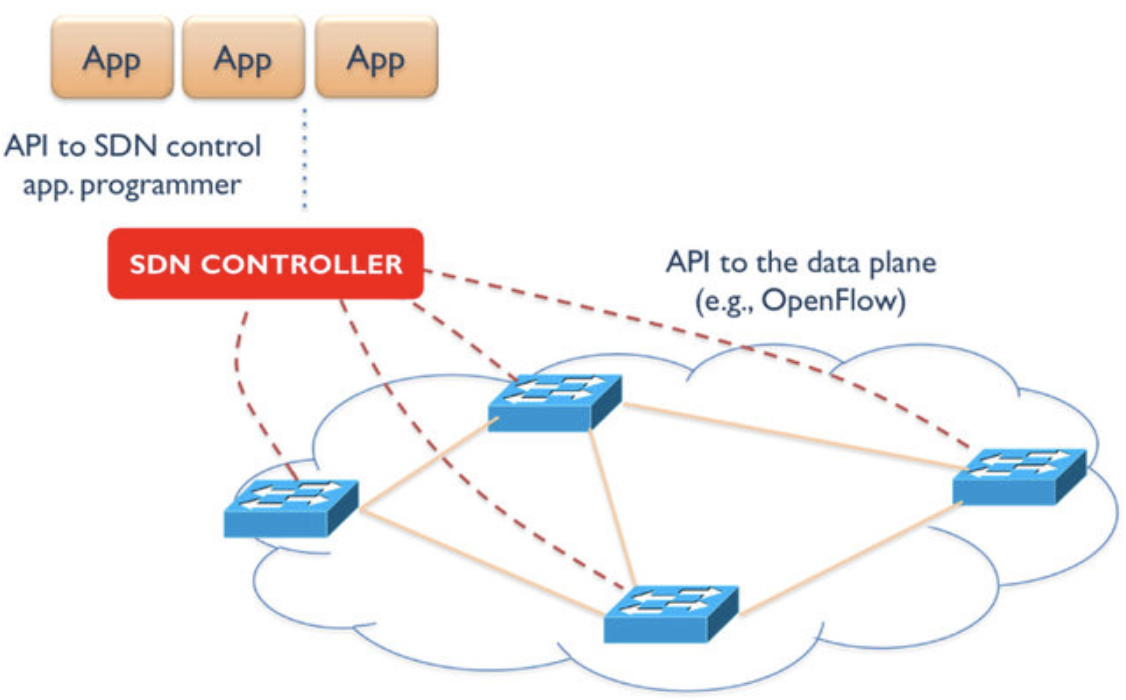 App App App
API to SDN control
app. programmer
SDN CONTROLLER
API to the data plane
(e.g., OpenFlow)